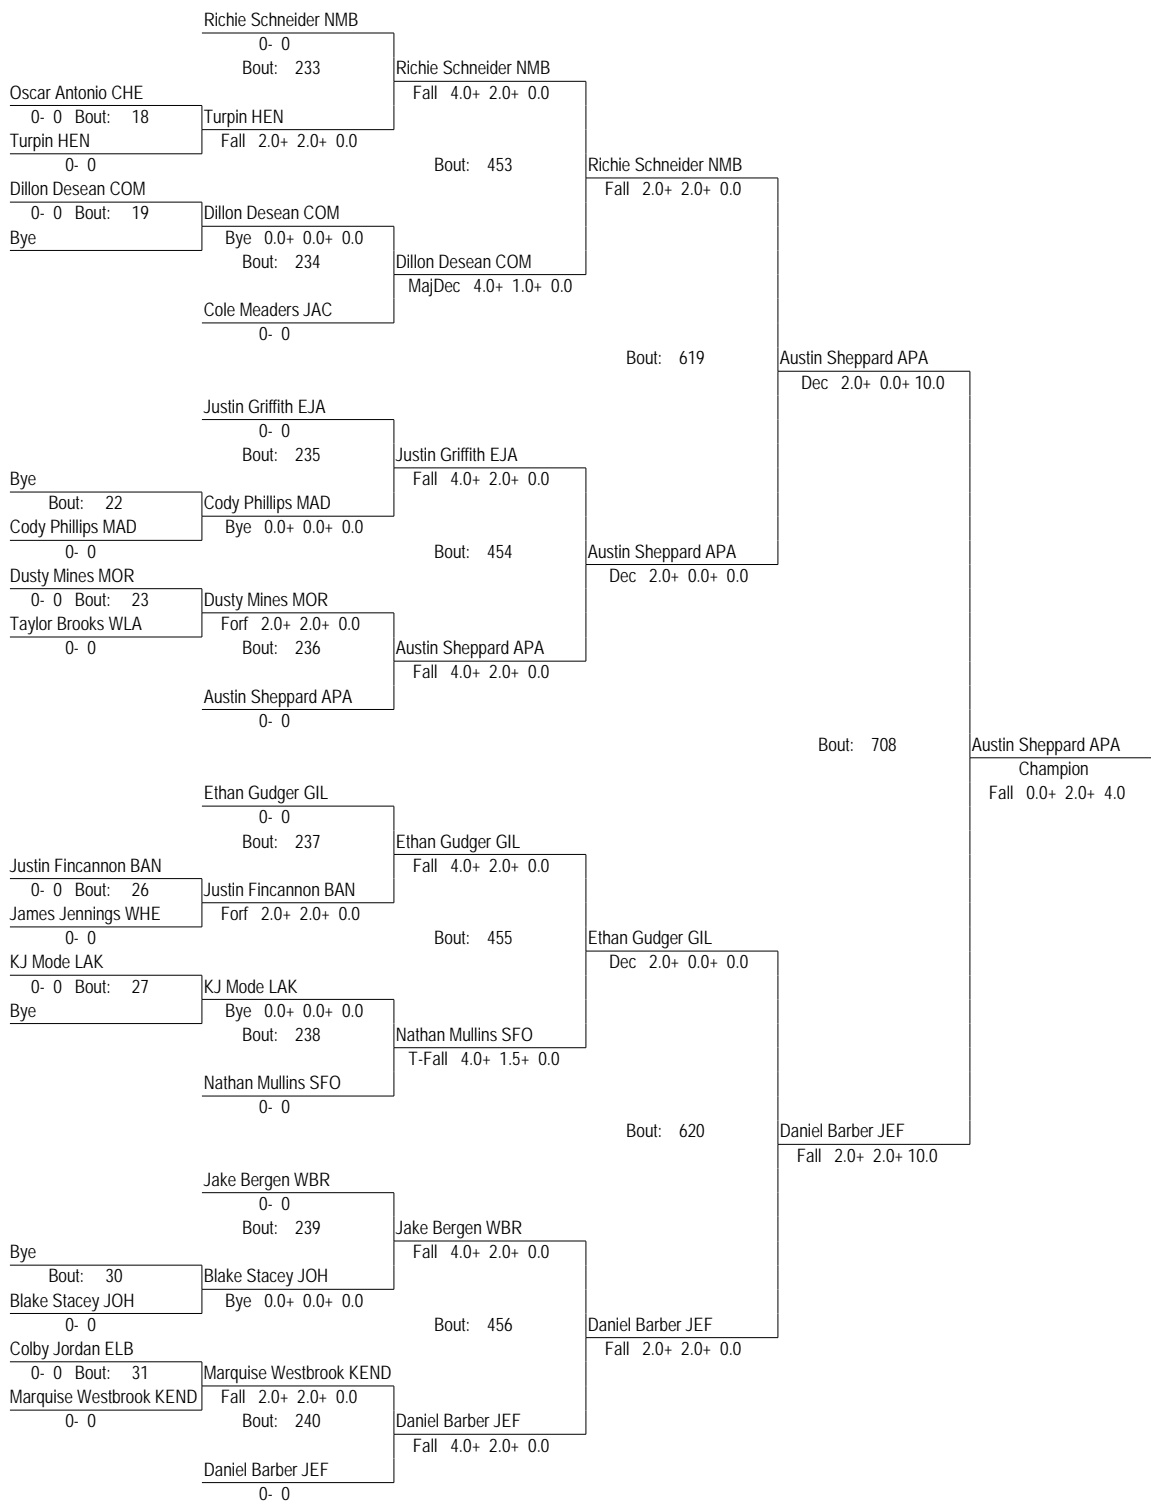 Richie Schneider NMB
0- 0
Bout: 233
Richie Schneider NMB
Oscar Antonio CHE
Fall 4.0+ 2.0+ 0.0
0- 0 Bout: 18
Turpin HEN
Turpin HEN
Fall 2.0+ 2.0+ 0.0
0- 0
Bout: 453
Richie Schneider NMB
Dillon Desean COM
Fall 2.0+ 2.0+ 0.0
0- 0 Bout: 19
Dillon Desean COM
Bye
Bye 0.0+ 0.0+ 0.0
Bout: 234
Dillon Desean COM
MajDec 4.0+ 1.0+ 0.0
Cole Meaders JAC
0- 0
Bout: 619
Austin Sheppard APA
Dec 2.0+ 0.0+ 10.0
Justin Griffith EJA
0- 0
Bout: 235
Justin Griffith EJA
Bye
Fall 4.0+ 2.0+ 0.0
Bout: 22
Cody Phillips MAD
Cody Phillips MAD
Bye 0.0+ 0.0+ 0.0
0- 0
Bout: 454
Austin Sheppard APA
Dusty Mines MOR
Dec 2.0+ 0.0+ 0.0
0- 0 Bout: 23
Dusty Mines MOR
Taylor Brooks WLA
Forf 2.0+ 2.0+ 0.0
0- 0
Bout: 236
Austin Sheppard APA
Fall 4.0+ 2.0+ 0.0
Austin Sheppard APA
0- 0
Bout: 708
Austin Sheppard APA
Champion
Ethan Gudger GIL
Fall 0.0+ 2.0+ 4.0
0- 0
Bout: 237
Ethan Gudger GIL
Justin Fincannon BAN
Fall 4.0+ 2.0+ 0.0
0- 0 Bout: 26
Justin Fincannon BAN
James Jennings WHE
Forf 2.0+ 2.0+ 0.0
0- 0
Bout: 455
Ethan Gudger GIL
KJ Mode LAK
Dec 2.0+ 0.0+ 0.0
0- 0 Bout: 27
KJ Mode LAK
Bye
Bye 0.0+ 0.0+ 0.0
Bout: 238
Nathan Mullins SFO
T-Fall 4.0+ 1.5+ 0.0
Nathan Mullins SFO
0- 0
Bout: 620
Daniel Barber JEF
Fall 2.0+ 2.0+ 10.0
Jake Bergen WBR
0- 0
Bout: 239
Jake Bergen WBR
Bye
Fall 4.0+ 2.0+ 0.0
Bout: 30
Blake Stacey JOH
Blake Stacey JOH
Bye 0.0+ 0.0+ 0.0
0- 0
Bout: 456
Daniel Barber JEF
Colby Jordan ELB
Fall 2.0+ 2.0+ 0.0
0- 0 Bout: 31
Marquise Westbrook KEND
Marquise Westbrook KEND
Fall 2.0+ 2.0+ 0.0
0- 0
Bout: 240
Daniel Barber JEF
Fall 4.0+ 2.0+ 0.0
Daniel Barber JEF
0- 0